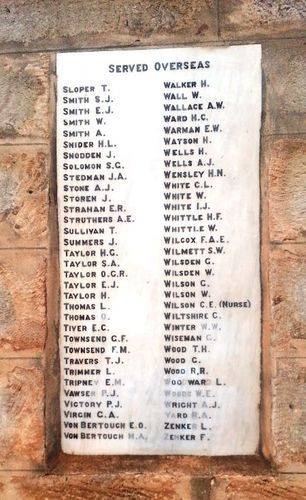 SERVED OVERSEAS
SLOPER T.
SMITH S.J.
SMITH E.J.
SMITH W.
SMITH A.
SNIDER H.L.
SNODDEN J.
SOLOMON S.G.
STEDMAN J.A.
STONE A.J.
STOREN J.
STRAHAN E.R.
STRUTHERS A.E.
SULLIVAN T.
SUMMERS J.
TAYLOR H.G.
TAYLOR S.A.
TAYLOR O.G.R.
TAYLOR E.J.
TAYLOR H.
THOMAS L.
THOMAS O.
TIVER E.C.
TOWNSEND G.F.
TOWNSEND F.M.
TRAVERS T.J.
TRIMMER L.
TRIPNEY E.M.
VAWSER P.J.
VICTORY P.J.
VIRGIN C.A.
VON BERTOUCH E.O.
VON BERTOUCH H.A.
WALKER H.
WALL W.
WALLACE A.W.
WARD H.C.
WARMAN E.W.
WATSON H.
WELLS H.
WELLS A.J.
WENSLEY H.N.
WHITE C.L.
WHITE W.
WHITE I.J.
WHITTLE H.F.
WHITTLE W.
WILCOX F.A.E.
WILMETT S.W.
WILSDEN G.
WILSDEN W.
WILSON G.
WILSON W.
WILSON C.E. (NURSE)
WILTSHIRE G.
WINTER W.W.
WISEMAN G.
WOOD T.H.
WOOD G.
WOOD R.R.
WOODWARD L.
WOODS W.E.
WRIGHT A.J.
YARD R.A.
ZENKER L.
ZENKER F.